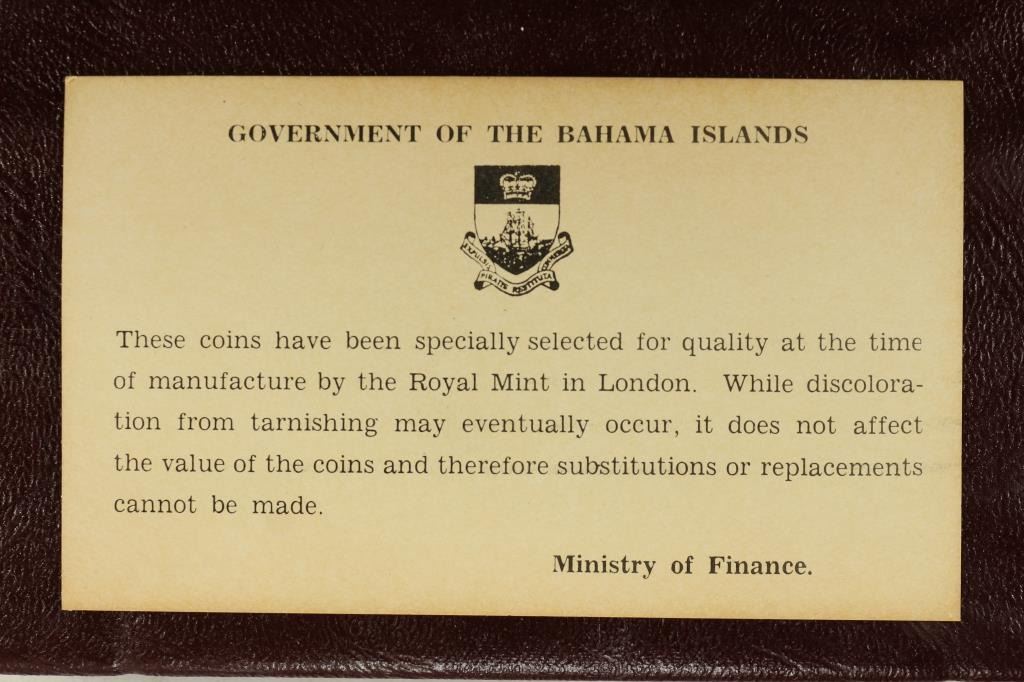 GOVERNMENT OF THE BAHAMA ISLANDS
PIRATIS RESTITUTA
These coins have been specially selected for quality at the time
of manufacture by the Royal Mint in London. While discolora-
tion from tarnishing may eventually occur, it does not affect
the value of the coins and therefore substitutions or replacements
cannot be made.
Ministry of Finance.